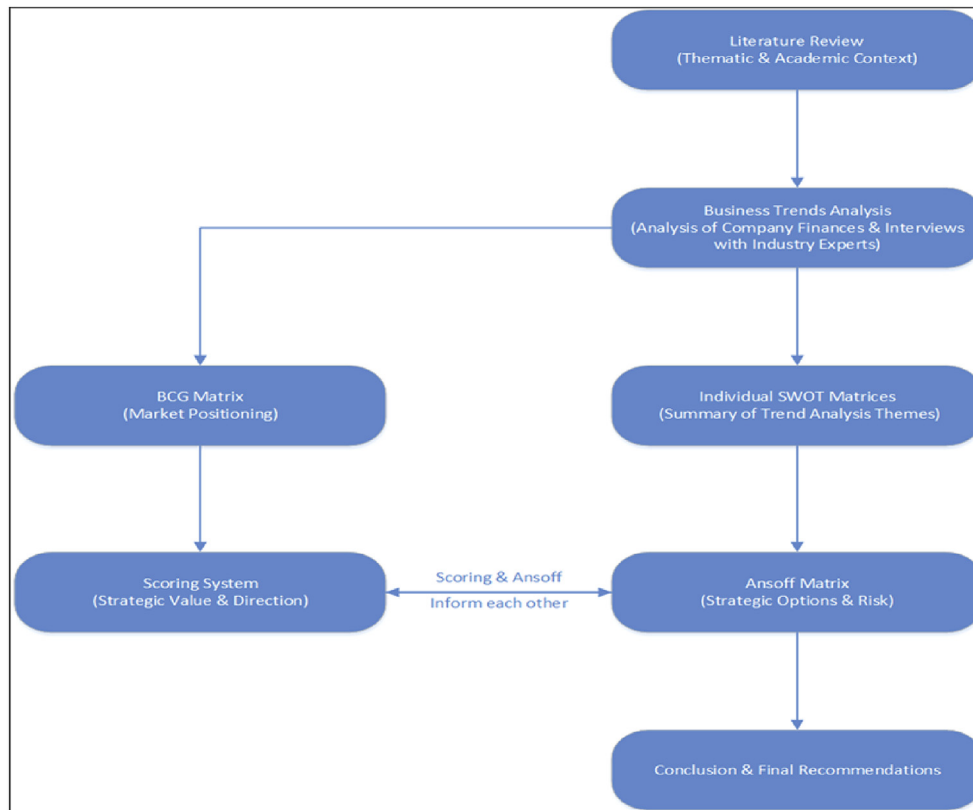 Literature Review
(Thematic & Academic Context)
Business Trends Analysis
(Analysis of Company Finances & Interviews
with Industry Experts)
BCG Matrix
(Market Positioning)
Individual SWOT Matrices
(Summary of Trend Analysis Themes)
Scoring System
(Strategic Value & Direction)
Scoring & Ansoff
Inform each other
Ansoff Matrix
(Strategic Options & Risk)
Conclusion & Final Recommendations